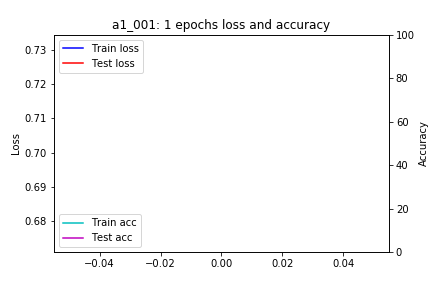 a1_001: 1 epochs loss and accuracy
Train loss
Test loss
Train acc
Test acc
Loss
0.73
0.72
0.71
0.70
0.69
0.68
Accuracy
100
80
60
40
20
0
−0.04
−0.02
0.00
0.02
0.04